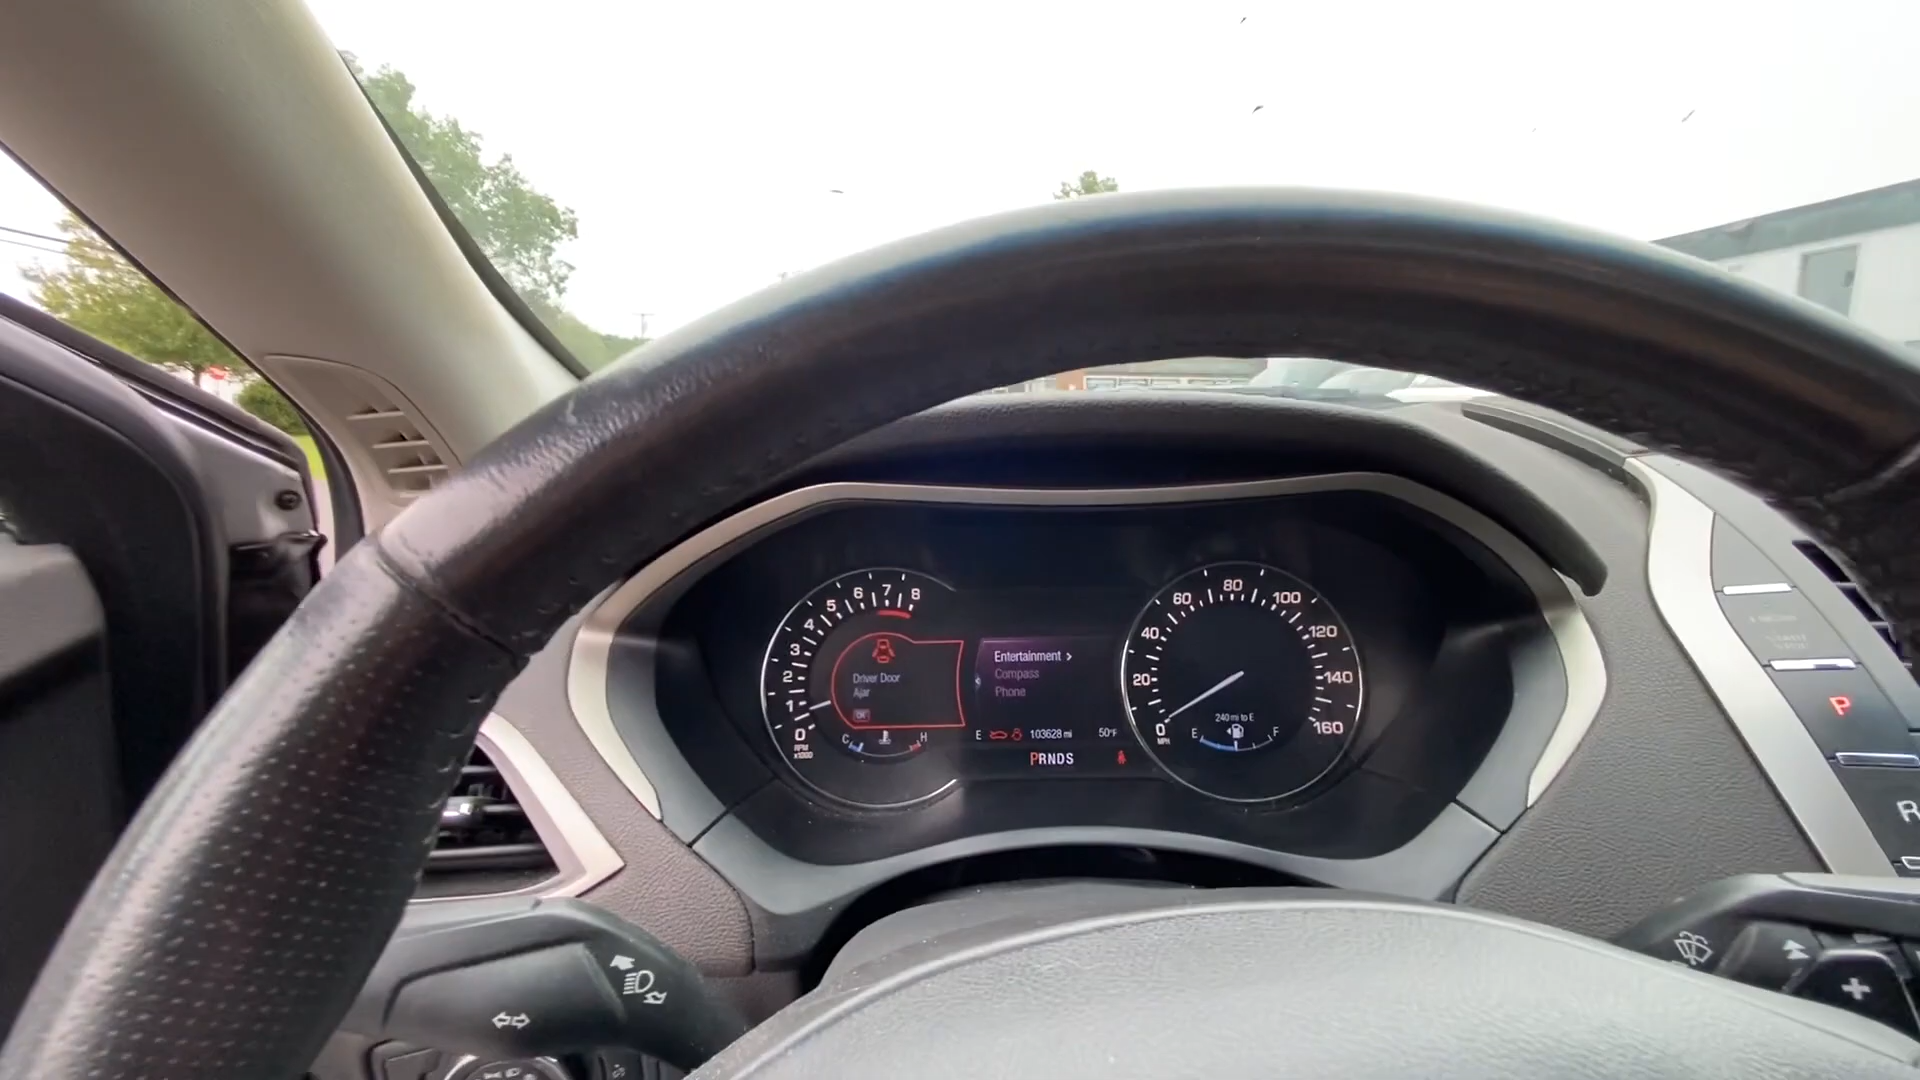 8
7
6
5
4
3
2
1
0
RPM
x1000
Driver Door
Ajar
OK
C H
Entertainment >
Compass
Phone
E 103628 mi 50°F
PRNDS
80
60 100
40 120
20 140
0 160
MPH
240 mi to E
E F
P
R